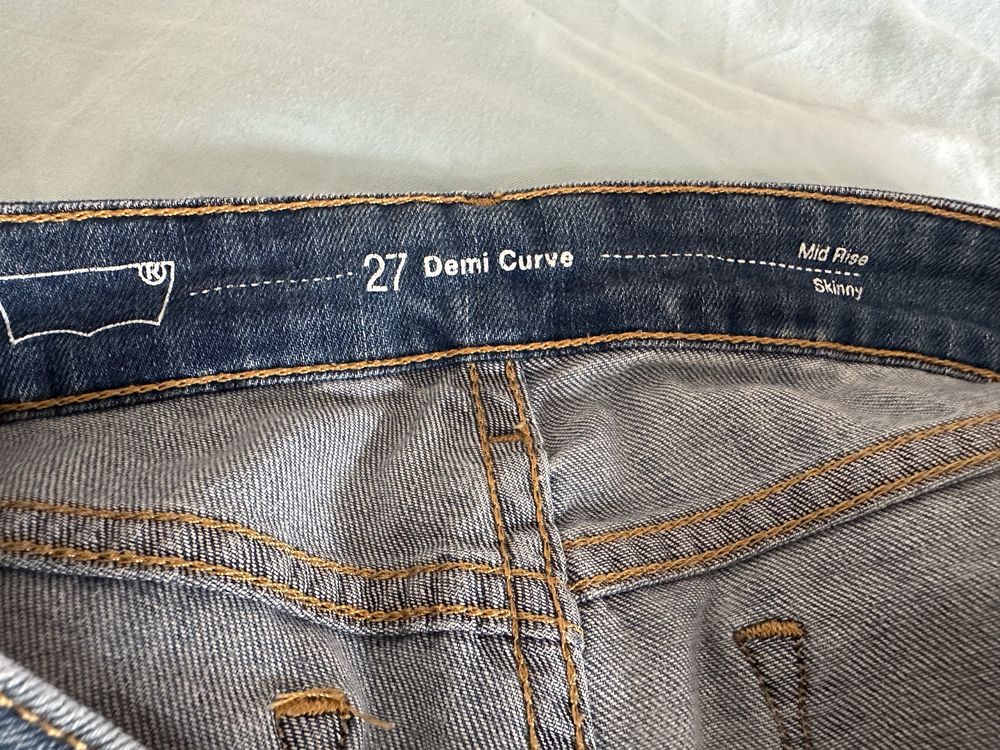 ®
27 Demi Curve
Mid Rise
Skinny